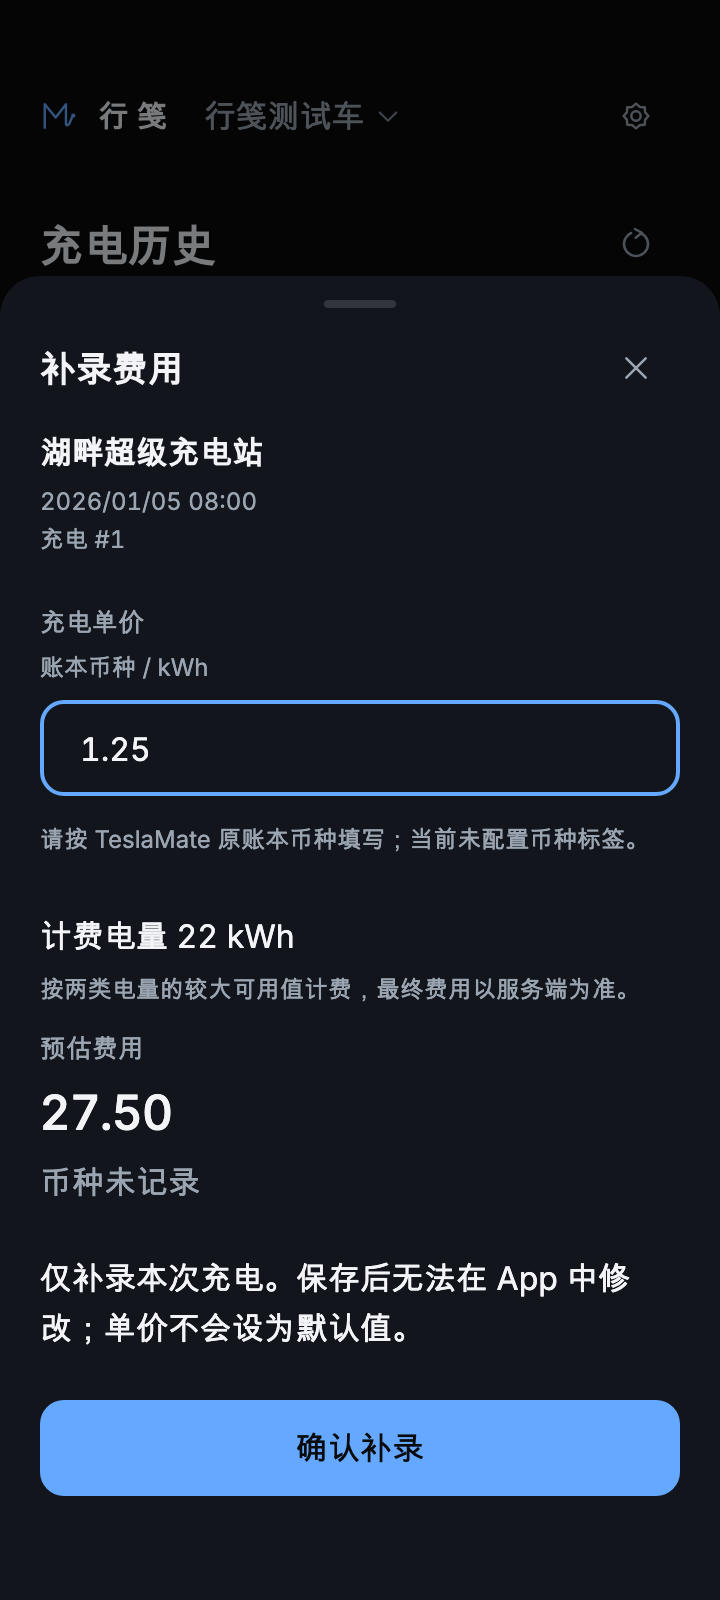 行笺 行笺测试车
充电历史
补录费用
湖畔超级充电站
2026/01/05 08:00
充电 #1
充电单价
账本币种 / kWh
1.25
请按 TeslaMate 原账本币种填写；当前未配置币种标签。
计费电量 22 kWh
按两类电量的较大可用值计费，最终费用以服务端为准。
预估费用
27.50
币种未记录
仅补录本次充电。保存后无法在 App 中修
改；单价不会设为默认值。
确认补录